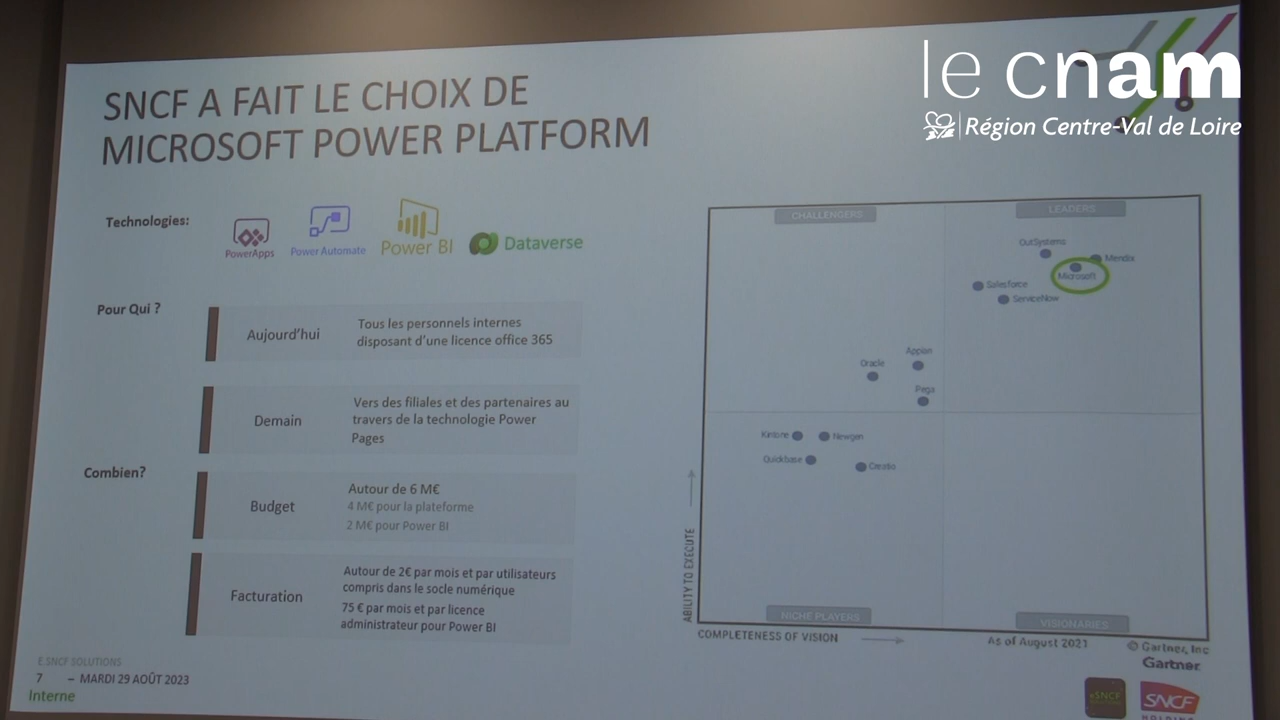 le cnam
Région Centre-Val de Loire
SNCF A FAIT LE CHOIX DE
MICROSOFT POWER PLATFORM
Technologies:
PowerApps
Power Automate
Power BI
Dataverse
Pour Qui ?
Aujourd'hui
Tous les personnels internes
disposant d'une licence office 365
Demain
Vers des filiales et des partenaires au
travers de la technologie Power
Pages
Combien?
Budget
Autour de 6 M€
4 M€ pour la plateforme
2 M€ pour Power BI
Facturation
Autour de 2€ par mois et par utilisateurs
compris dans le socle numérique
75 € par mois et par licence
administrateur pour Power BI
CHALLENGERS
LEADERS
OutSystems
Mendix
Microsoft
Salesforce
ServiceNow
Appian
Oracle
Pega
Kintone
Newgen
Quickbase
Creatio
ABILITY TO EXECUTE
NICHE PLAYERS
VISIONARIES
COMPLETENESS OF VISION
As of August 2021
© Gartner, Inc
Gartner
E.SNCF SOLUTIONS
7 – MARDI 29 AOÛT 2023
Interne
eSNCF
SNCF